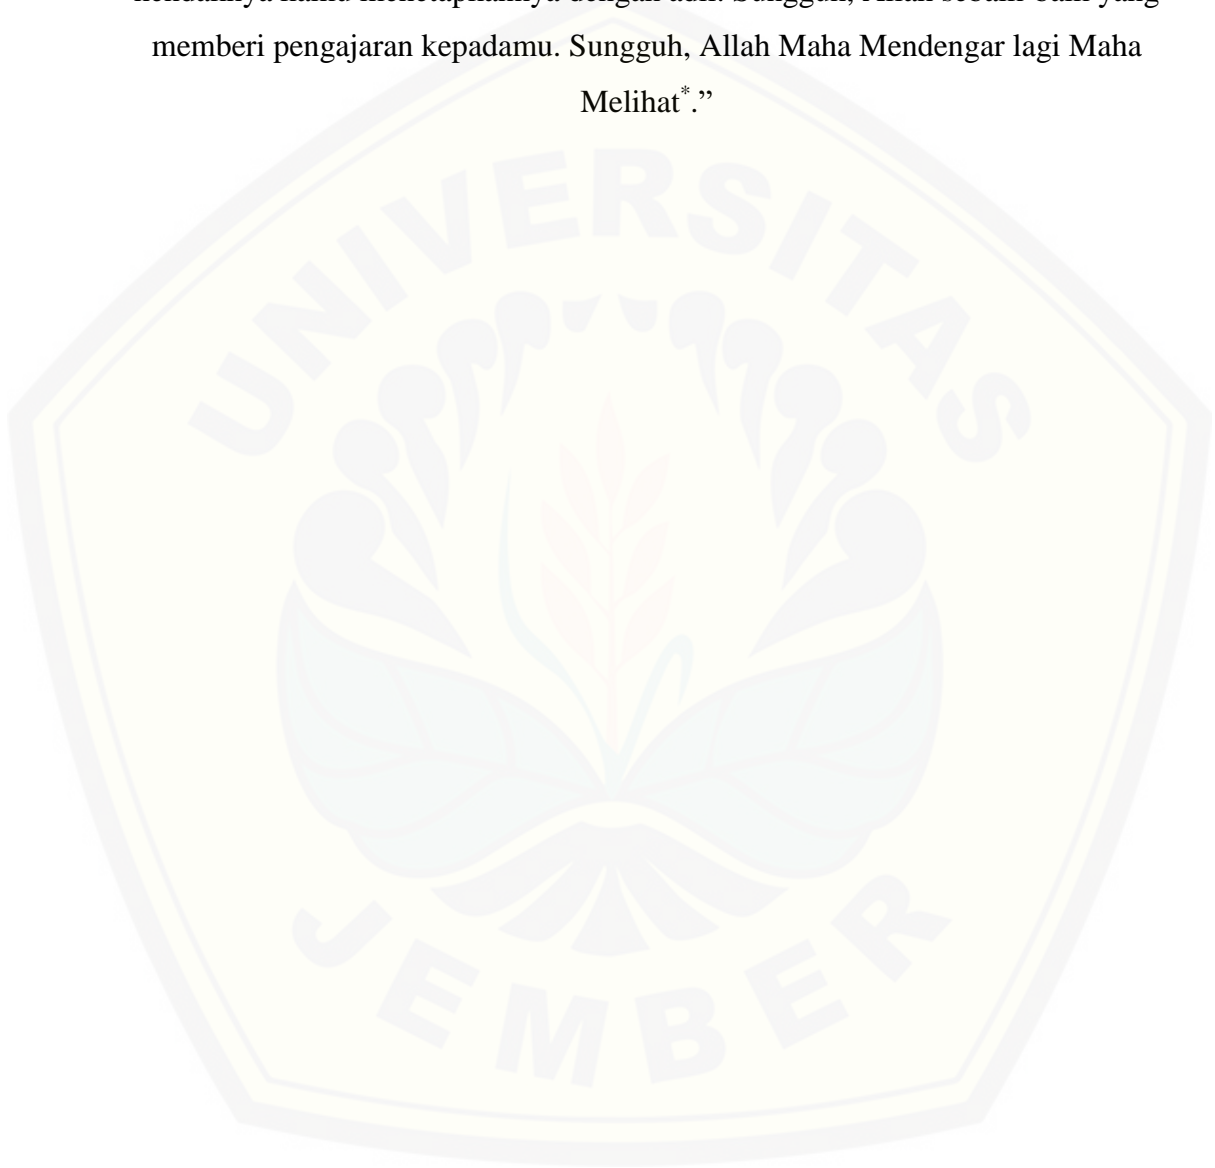 memberi pengajaran kepadamu. Sungguh, Allah Maha Mendengar lagi Maha
Melihat*.”
UNIVERSITAS
JEMBER